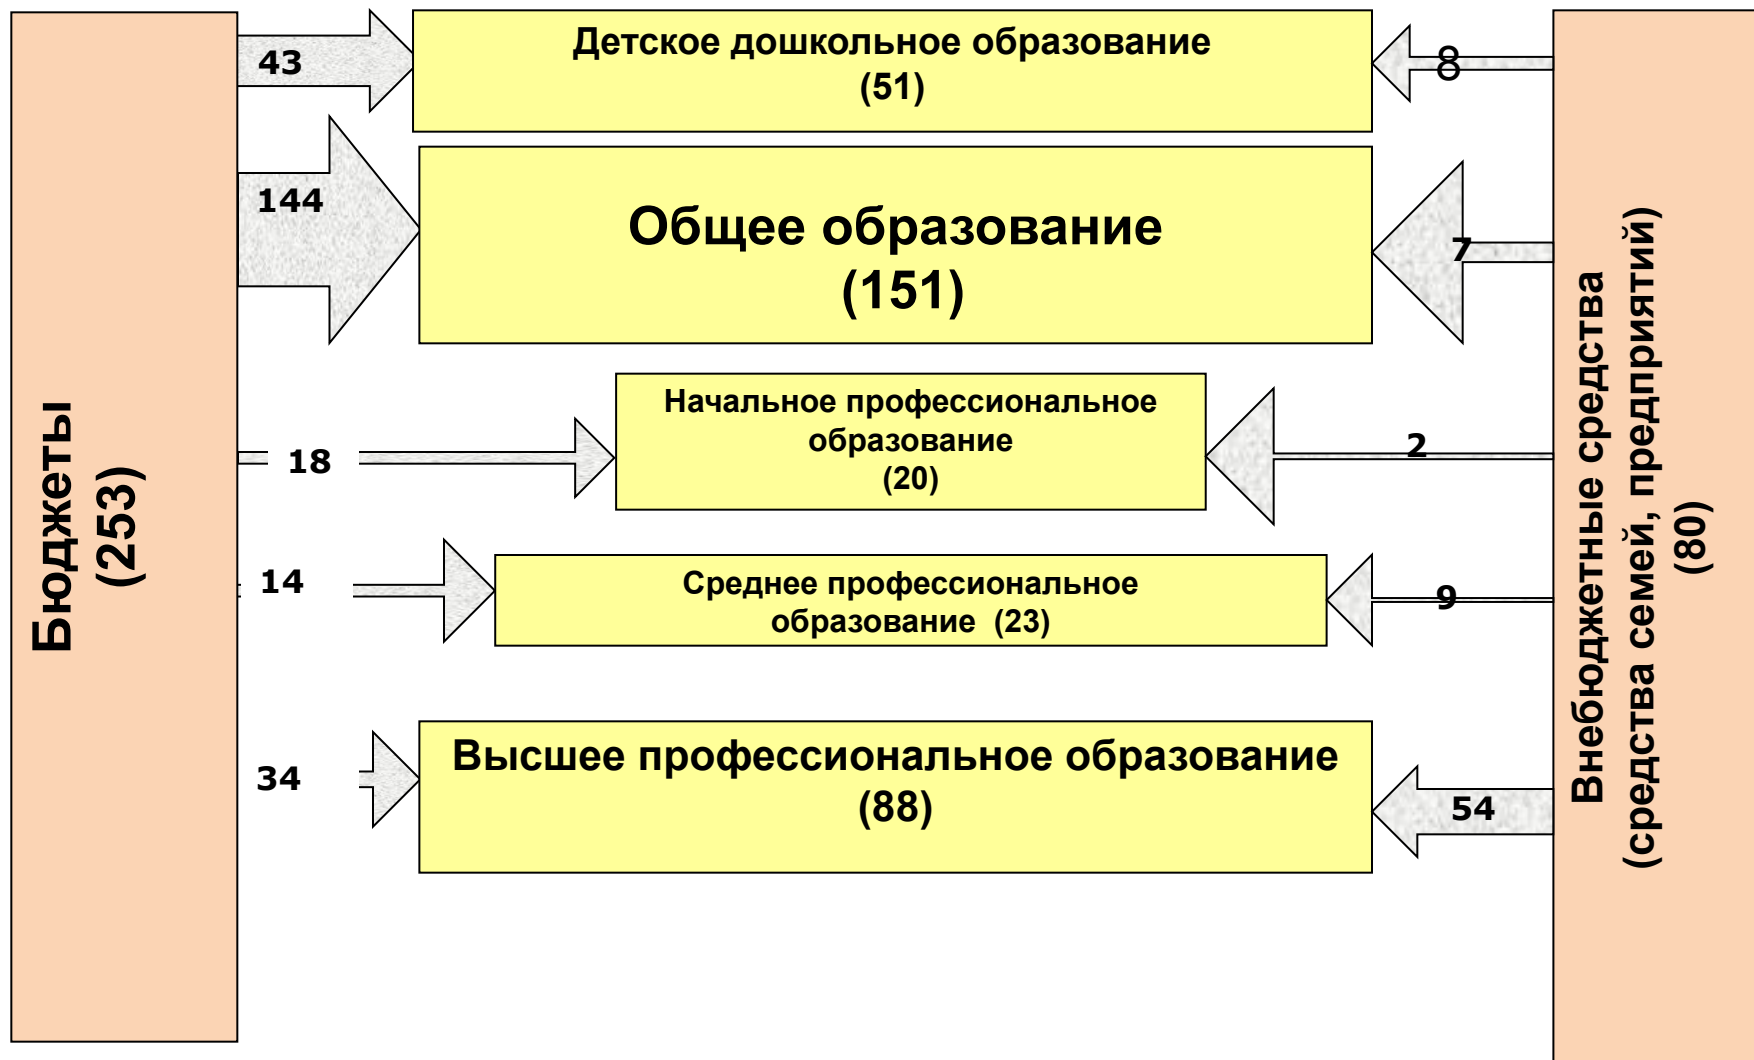 Бюджеты
(253)
43
Детское дошкольное образование
(51)
8
144
Общее образование
(151)
7
18
Начальное профессиональное
образование
(20)
2
14
Среднее профессиональное
образование (23)
9
34
Высшее профессиональное образование
(88)
54
Внебюджетные средства
(средства семей, предприятий)
(80)